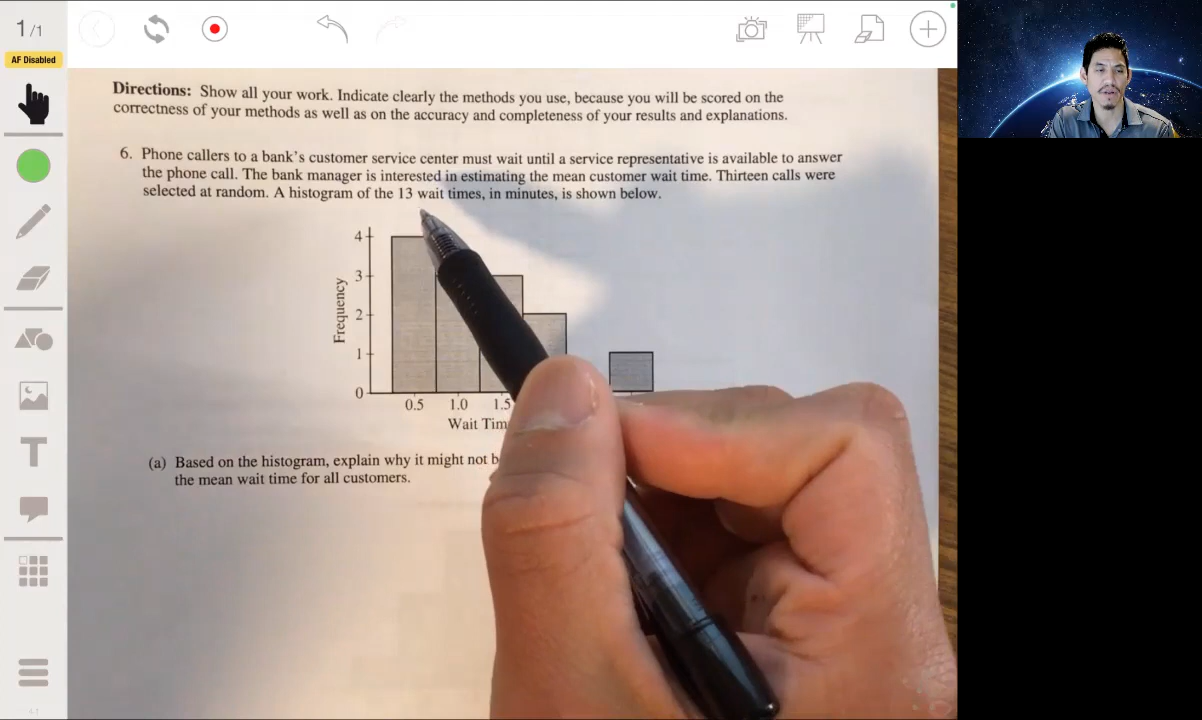 1/1
AF Disabled
Directions: Show all your work. Indicate clearly the methods you use, because you will be scored on the
correctness of your methods as well as on the accuracy and completeness of your results and explanations.
6. Phone callers to a bank's customer service center must wait until a service representative is available to answer
the phone call. The bank manager is interested in estimating the mean customer wait time. Thirteen calls were
selected at random. A histogram of the 13 wait times, in minutes, is shown below.
4
3
2
1
0
Frequency
0.5 1.0 1.5
Wait Tim
(a) Based on the histogram, explain why it might not b
the mean wait time for all customers.
T